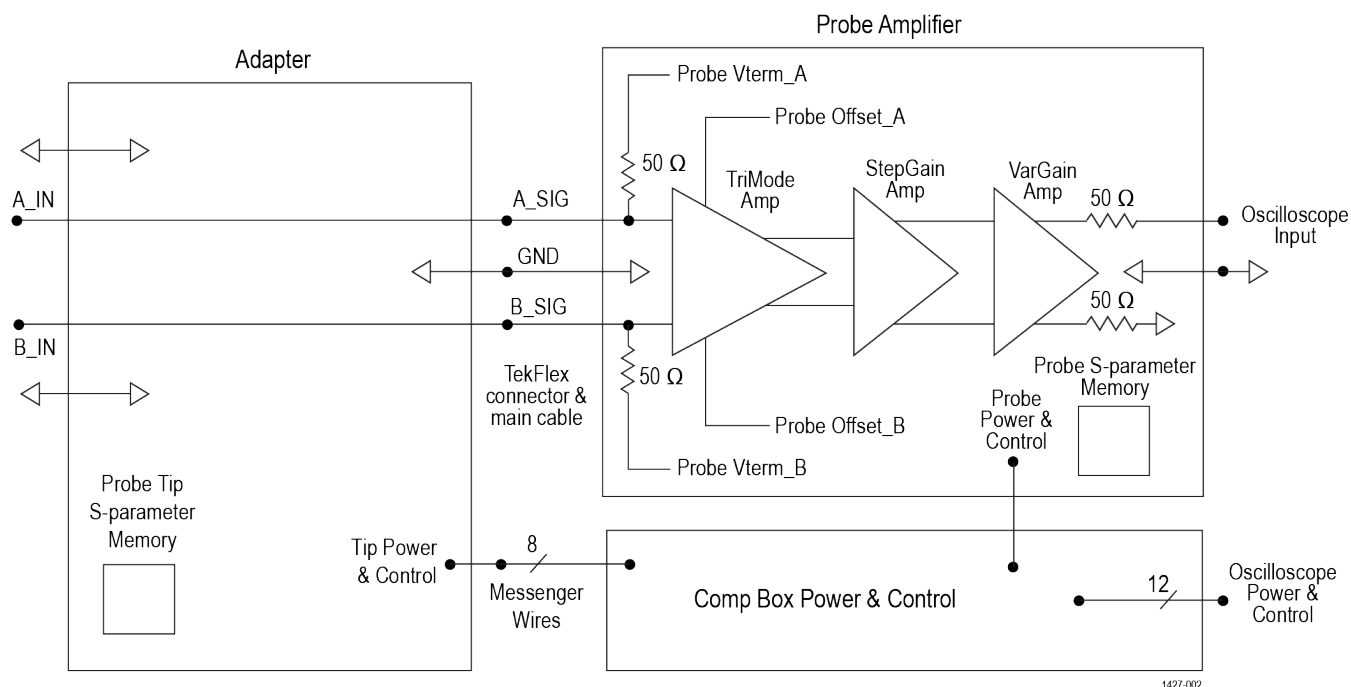 Probe Amplifier
Adapter
Probe Vterm_A
Probe Offset_A
50 Ω
TriMode
Amp
StepGain
Amp
VarGain
Amp
50 Ω
A_IN
A_SIG
Oscilloscope
Input
GND
50 Ω
B_SIG
B_IN
50 Ω
TekFlex
connector &
main cable
Probe S-parameter
Memory
Probe
Power &
Control
Probe Offset_B
Probe Vterm_B
Probe Tip
S-parameter
Memory
Tip Power
& Control
8
Messenger
Wires
Comp Box Power & Control
12
Oscilloscope
Power &
Control
1427-002